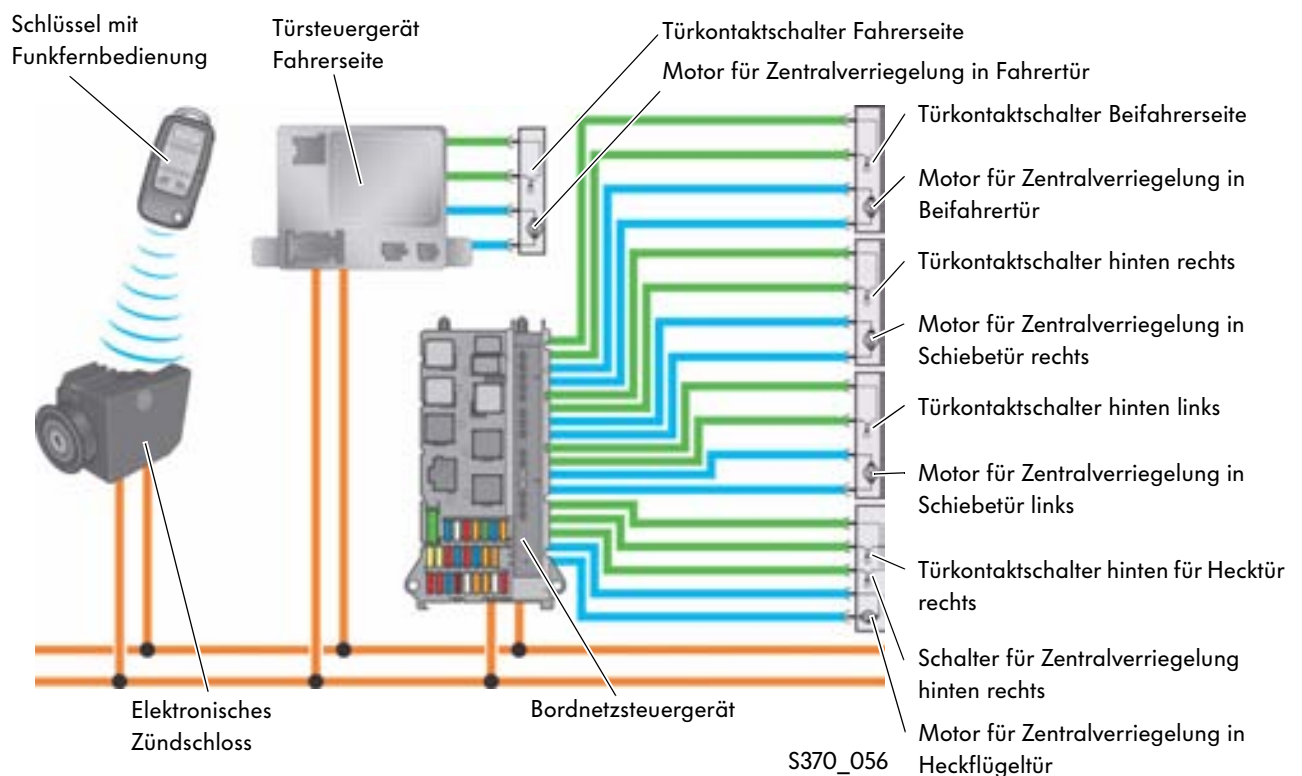 Schlüssel mit
Funkfernbedienung
Türsteuergerät
Fahrerseite
Türkontaktschalter Fahrerseite
Motor für Zentralverriegelung in Fahrertür
Türkontaktschalter Beifahrerseite
Motor für Zentralverriegelung in
Beifahrertür
Türkontaktschalter hinten rechts
Motor für Zentralverriegelung in
Schiebetür rechts
Türkontaktschalter hinten links
Motor für Zentralverriegelung in
Schiebetür links
Türkontaktschalter hinten für Hecktür
rechts
Schalter für Zentralverriegelung
hinten rechts
Motor für Zentralverriegelung in
Heckflügeltür
Elektronisches
Zündschloss
Bordnetzsteuergerät
S370_056